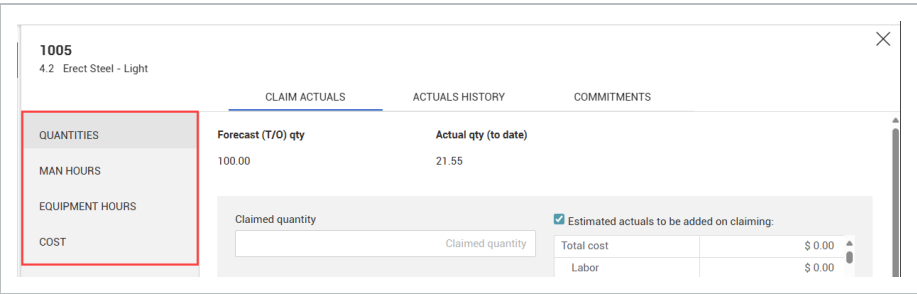 1005
4.2 Erect Steel - Light
CLAIM ACTUALS ACTUALS HISTORY COMMITMENTS
QUANTITIES
MAN HOURS
EQUIPMENT HOURS
COST
Forecast (T/O) qty Actual qty (to date)
100.00 21.55
Claimed quantity
Claimed quantity
Estimated actuals to be added on claiming:
Total cost $ 0.00
Labor $ 0.00